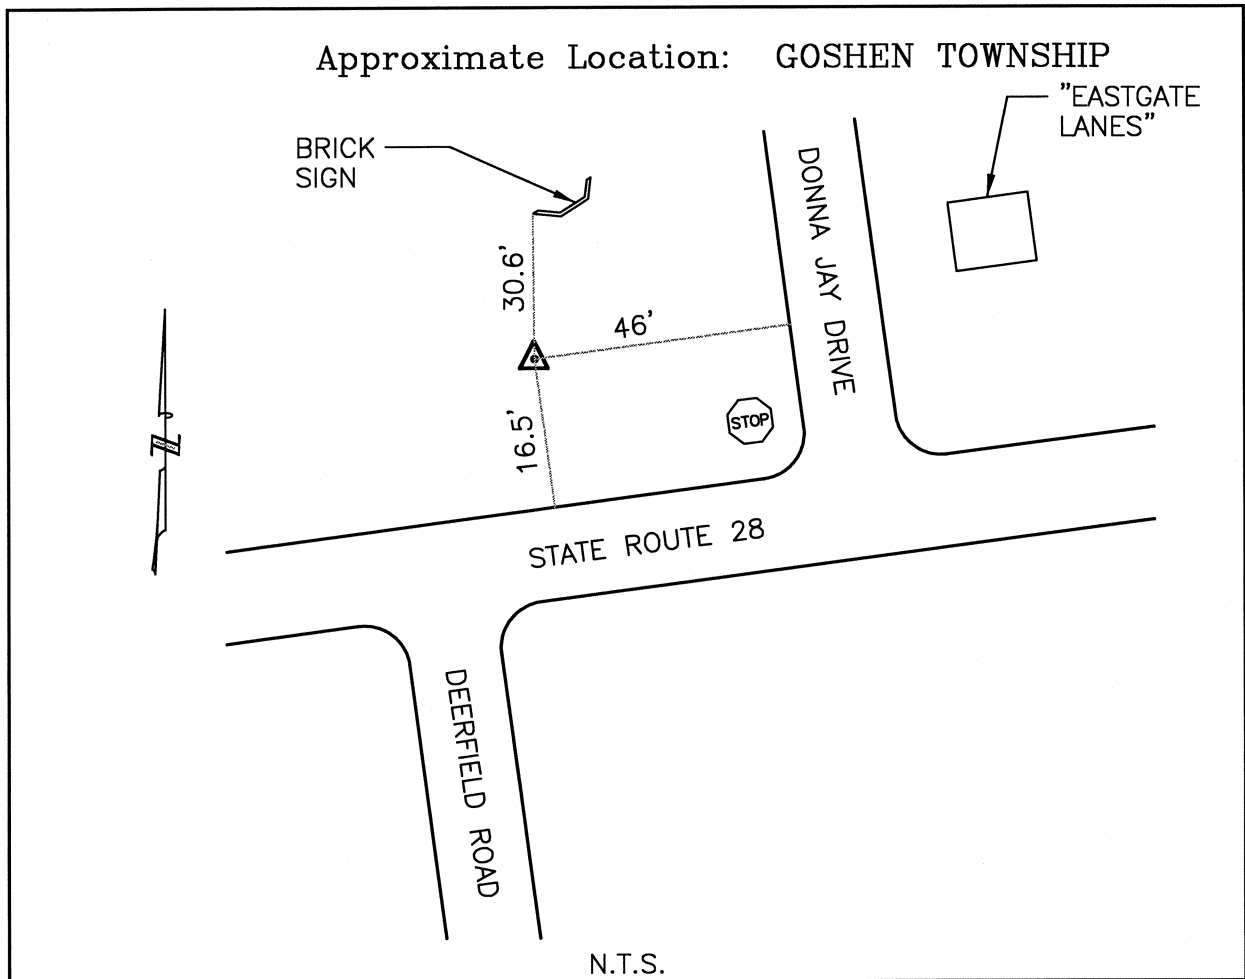 Approximate Location: GOSHEN TOWNSHIP
"EASTGATE
LANES"
BRICK
SIGN
DONNA JAY DRIVE
30.6'
46'
16.5'
STOP
N
STATE ROUTE 28
DEERFIELD ROAD
N.T.S.